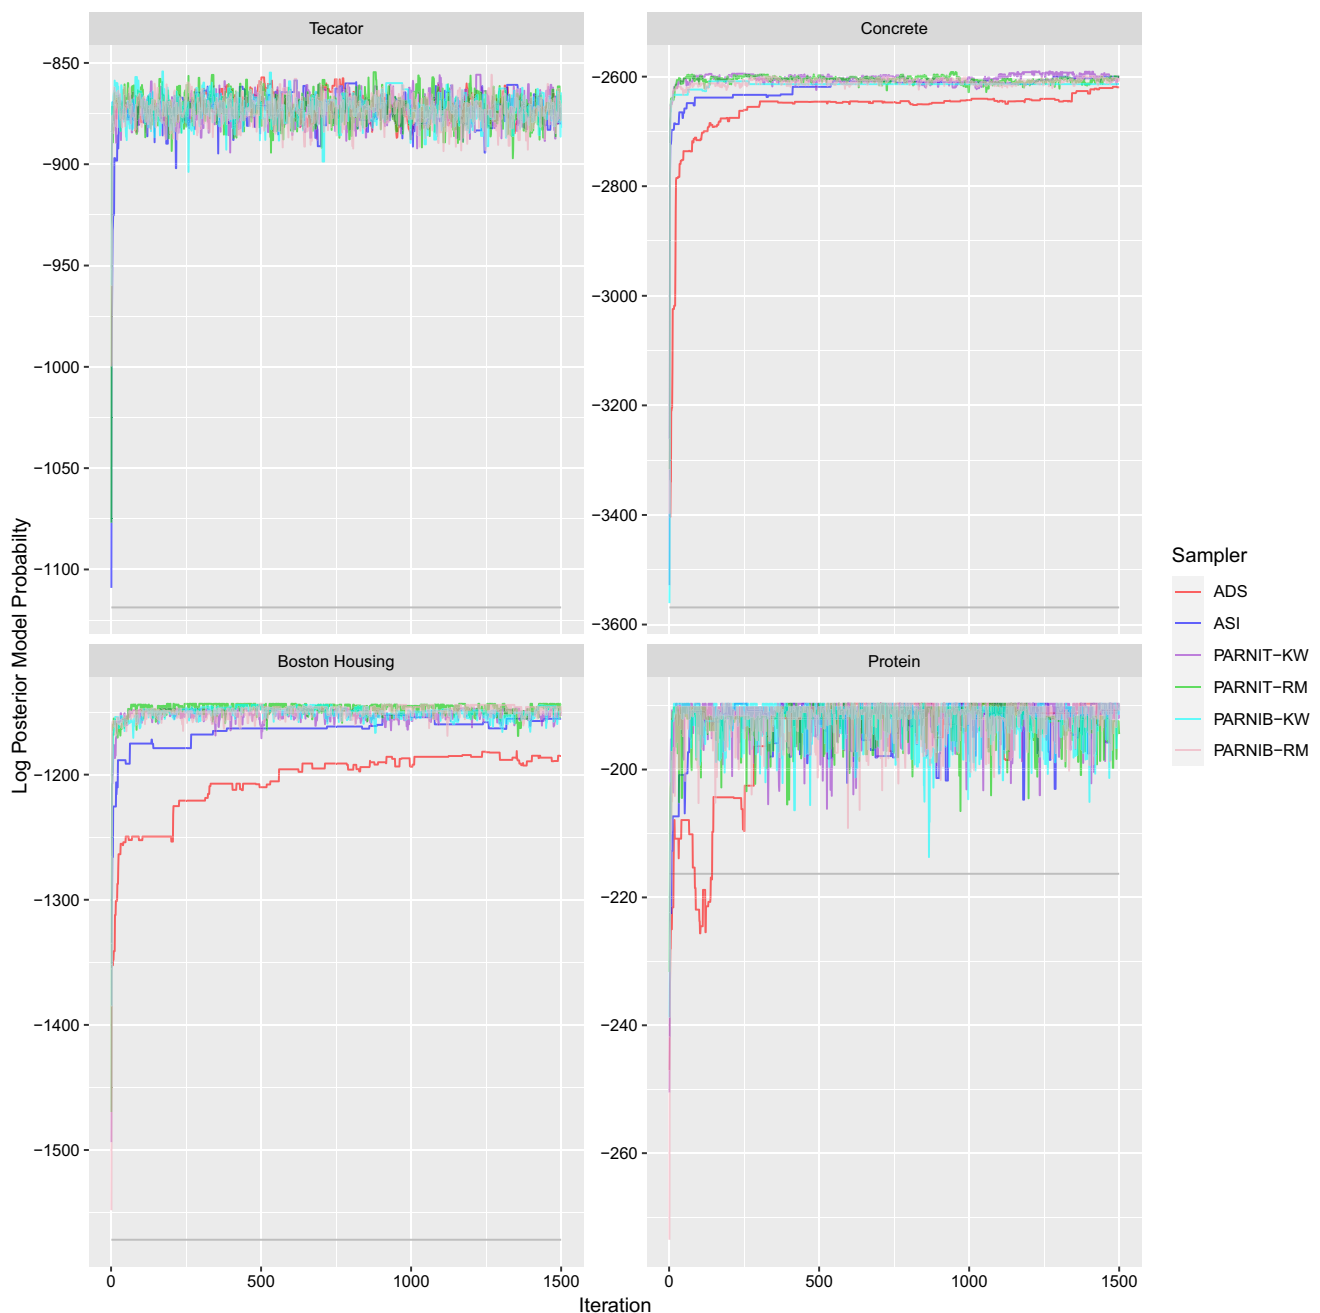 Tecator
Concrete
−850
−900
−950
−1000
−1050
−1100
−2600
−2800
−3000
−3200
−3400
−3600
Log Posterior Model Probabilty
Boston Housing
Protein
−1200
−1300
−1400
−1500
−200
−220
−240
−260
0 500 1000 1500
0 500 1000 1500
Iteration
Sampler
ADS
ASI
PARNIT−KW
PARNIT−RM
PARNIB−KW
PARNIB−RM